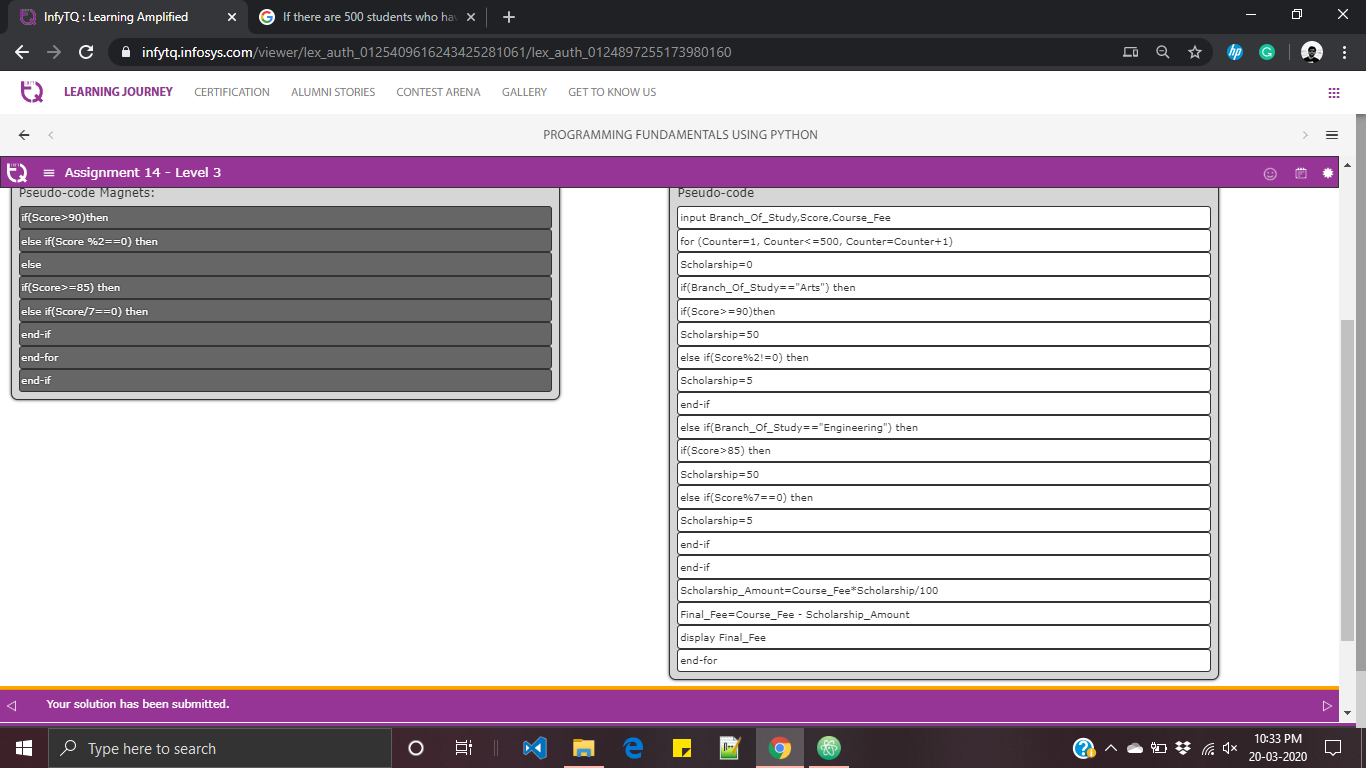 InfyTQ : Learning Amplified
If there are 500 students who hav
infytq.infosys.com/viewer/lex_auth_0125409616243425281061/lex_auth_0124897255173980160
LEARNING JOURNEY
CERTIFICATION
ALUMNI STORIES
CONTEST ARENA
GALLERY
GET TO KNOW US
PROGRAMMING FUNDAMENTALS USING PYTHON
Assignment 14 - Level 3
Pseudo-code Magnets:
if(Score>90)then
else if(Score %2==0) then
else
if(Score>=85) then
else if(Score/7==0) then
end-if
end-for
end-if
Pseudo-code
input Branch_Of_Study,Score,Course_Fee
for (Counter=1, Counter<=500, Counter=Counter+1)
Scholarship=0
if(Branch_Of_Study=="Arts") then
if(Score>=90)then
Scholarship=50
else if(Score%2!=0) then
Scholarship=5
end-if
else if(Branch_Of_Study=="Engineering") then
if(Score>85) then
Scholarship=50
else if(Score%7==0) then
Scholarship=5
end-if
end-if
Scholarship_Amount=Course_Fee*Scholarship/100
Final_Fee=Course_Fee - Scholarship_Amount
display Final_Fee
end-for
Your solution has been submitted.
Type here to search
10:33 PM
20-03-2020